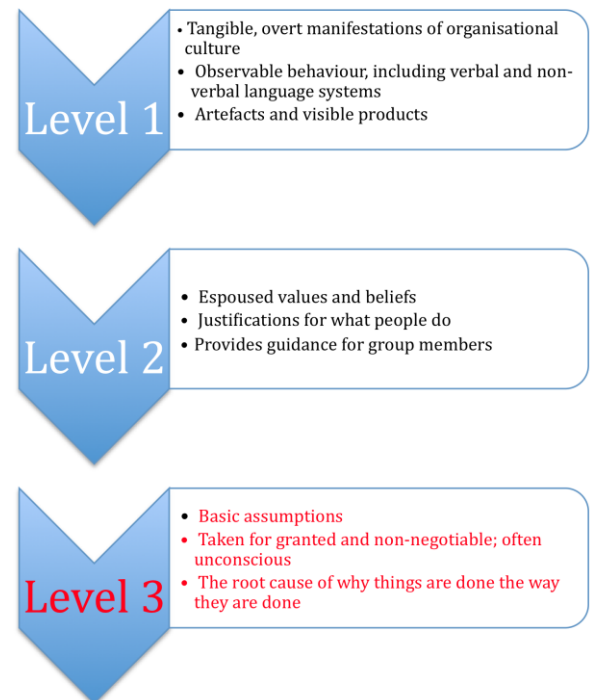 • Tangible, overt manifestations of organisational
culture
• Observable behaviour, including verbal and non-
verbal language systems
• Artefacts and visible products
Level 1
• Espoused values and beliefs
• Justifications for what people do
• Provides guidance for group members
Level 2
• Basic assumptions
• Taken for granted and non-negotiable; often
unconscious
• The root cause of why things are done the way
they are done
Level 3